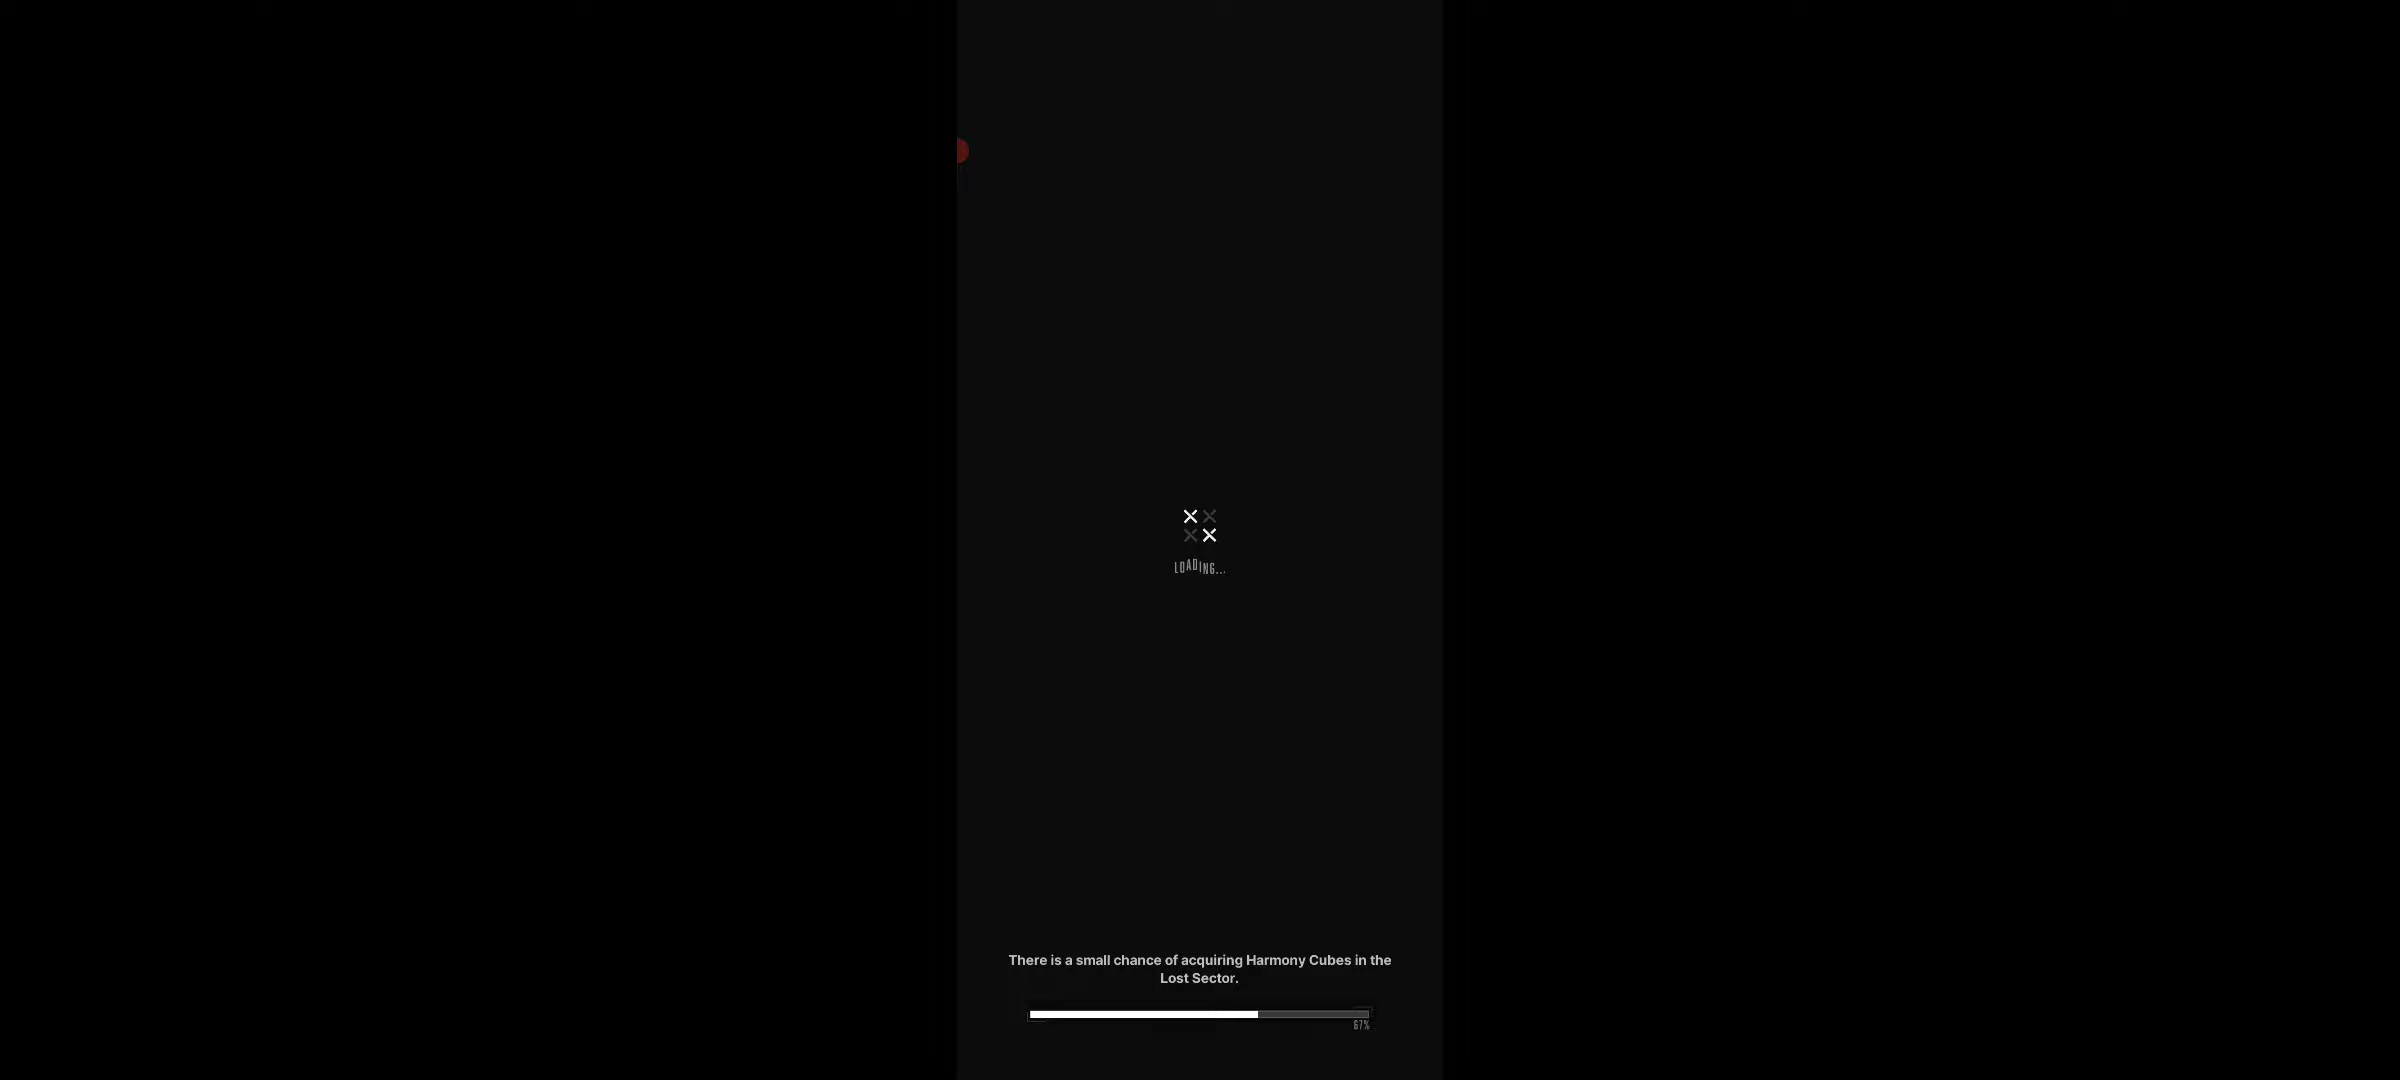 LOADING...
There is a small chance of acquiring Harmony Cubes in the
Lost Sector.
67%